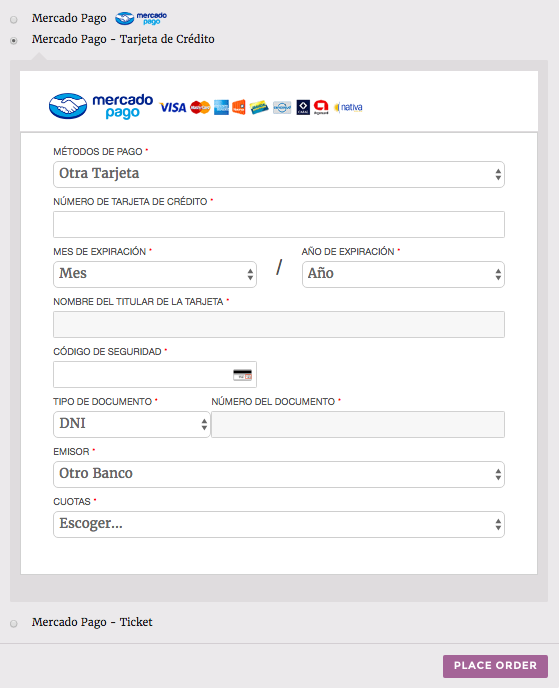 Mercado Pago mercado pago
Mercado Pago - Tarjeta de Crédito
mercado pago VISA MasterCard nativa
MÉTODOS DE PAGO *
Otra Tarjeta
NÚMERO DE TARJETA DE CRÉDITO *
MES DE EXPIRACIÓN * AÑO DE EXPIRACIÓN *
Mes / Año
NOMBRE DEL TITULAR DE LA TARJETA *
CÓDIGO DE SEGURIDAD *
TIPO DE DOCUMENTO * NÚMERO DEL DOCUMENTO *
DNI
EMISOR *
Otro Banco
CUOTAS *
Escoger...
Mercado Pago - Ticket
PLACE ORDER